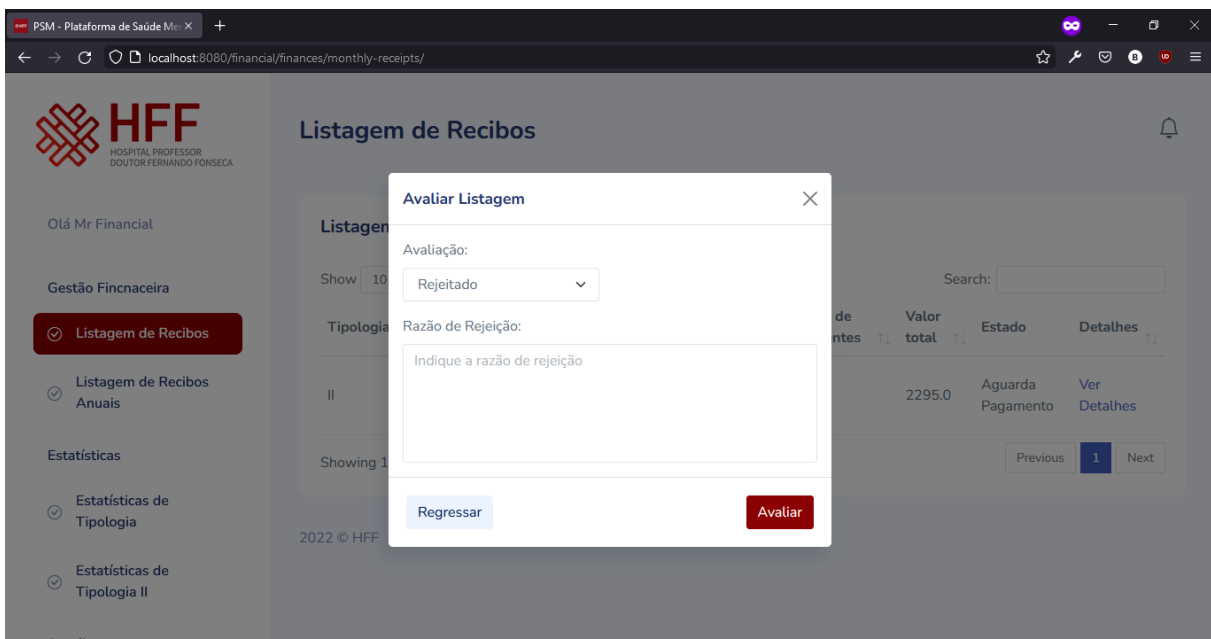 PSM - Plataforma de Saúde Me
localhost:8080/financial/finances/monthly-receipts/
HFF
HOSPITAL PROFESSOR
DOUTOR FERNANDO FONSECA
Olá Mr Financial
Gestão Fincnaceira
Listagem de Recibos
Listagem de Recibos
Anuais
Estatísticas
Estatísticas de
Tipologia
Estatísticas de
Tipologia II
Listagem de Recibos
Show 10
Search:
Tipologia
de
Valor
total
Estado
Detalhes
II
2295.0
Aguarda
Pagamento
Ver
Detalhes
Showing 1
Previous
1
Next
2022 © HFF
Avaliar Listagem
Avaliação:
Rejeitado
Razão de Rejeição:
Indique a razão de rejeição
Regressar
Avaliar